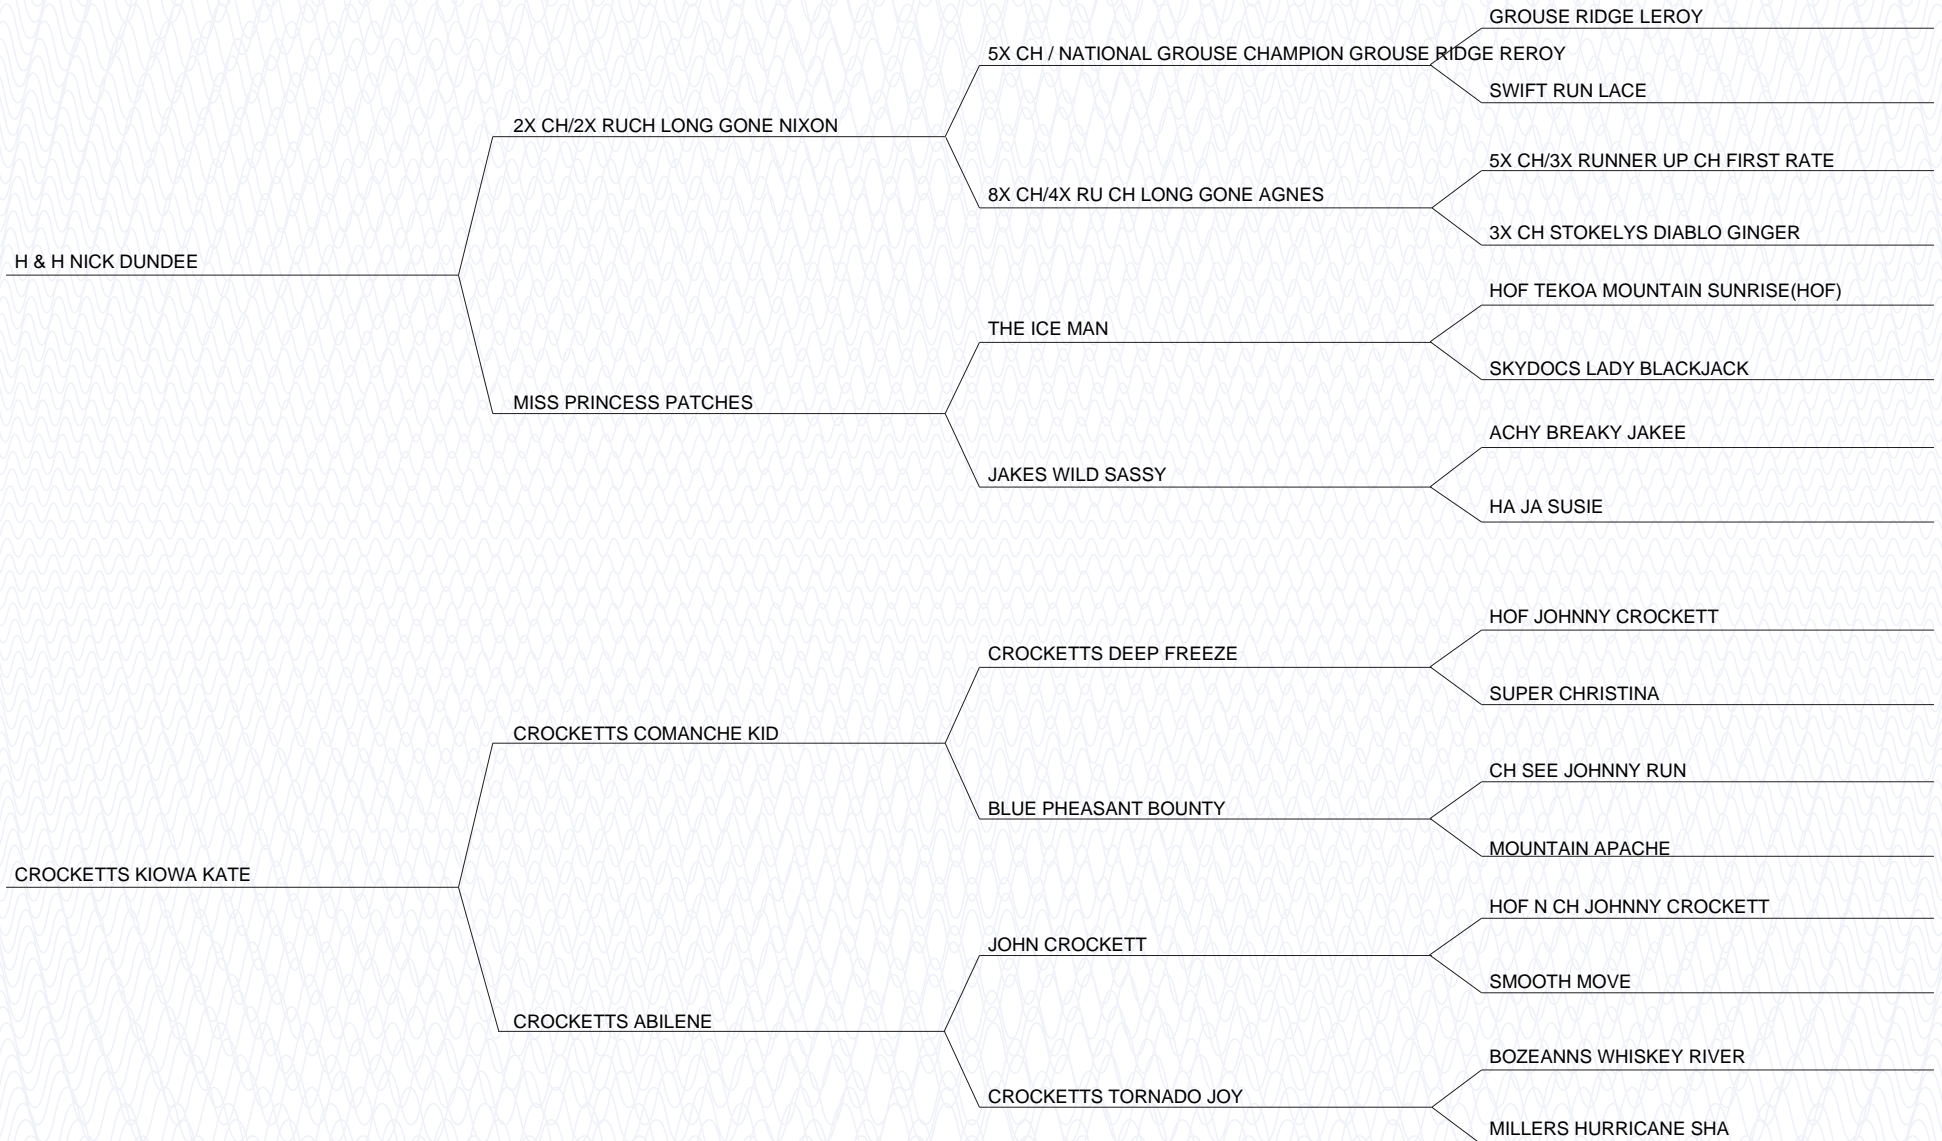 GROUSE RIDGE LEROY
5X CH / NATIONAL GROUSE CHAMPION GROUSE RIDGE REROY
SWIFT RUN LACE
2X CH/2X RUCH LONG GONE NIXON
5X CH/3X RUNNER UP CH FIRST RATE
8X CH/4X RU CH LONG GONE AGNES
3X CH STOKELYS DIABLO GINGER
H & H NICK DUNDEE
HOF TEKOA MOUNTAIN SUNRISE(HOF)
THE ICE MAN
SKYDOCS LADY BLACKJACK
MISS PRINCESS PATCHES
ACHY BREAKY JAKEE
JAKES WILD SASSY
HA JA SUSIE
HOF JOHNNY CROCKETT
CROCKETTS DEEP FREEZE
SUPER CHRISTINA
CROCKETTS COMANCHE KID
CH SEE JOHNNY RUN
BLUE PHEASANT BOUNTY
MOUNTAIN APACHE
CROCKETTS KIOWA KATE
HOF N CH JOHNNY CROCKETT
JOHN CROCKETT
SMOOTH MOVE
CROCKETTS ABILENE
BOZEANNS WHISKEY RIVER
CROCKETTS TORNADO JOY
MILLERS HURRICANE SHA